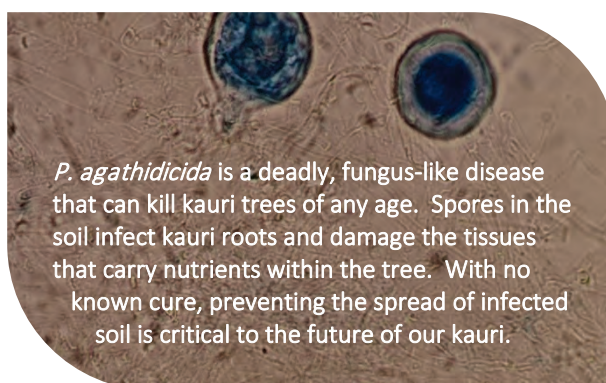 P. agathidicida is a deadly, fungus-like disease
that can kill kauri trees of any age.  Spores in the
soil infect kauri roots and damage the tissues
that carry nutrients within the tree.  With no
known cure, preventing the spread of infected
soil is critical to the future of our kauri.